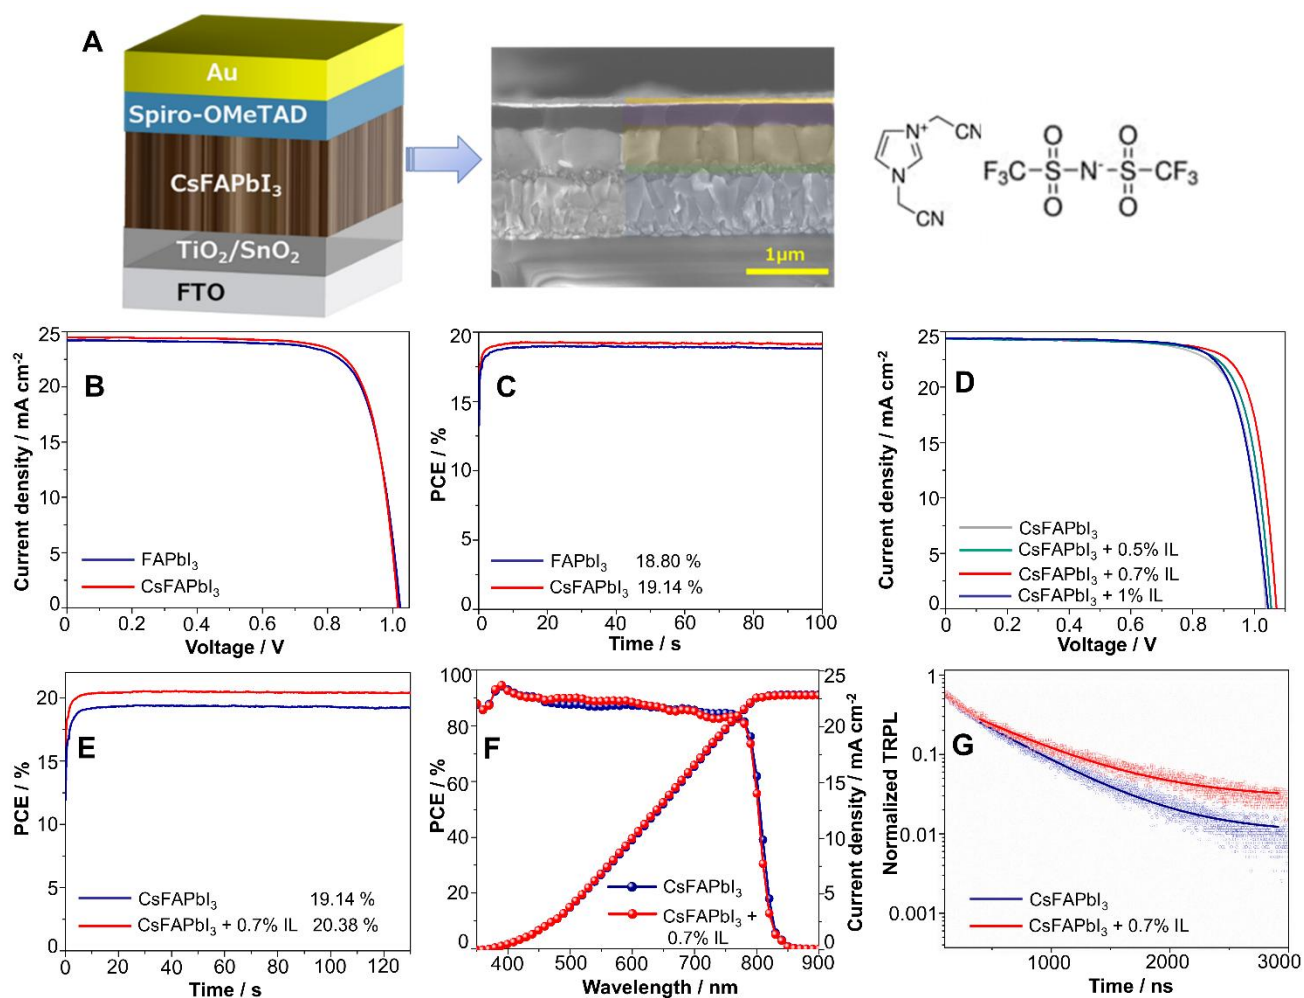 A
Au
Spiro-OMeTAD
CsFAPbI₃
TiO₂/SnO₂
FTO
1µm
N⁺
CN
N
CN
O O
F₃C-S-N⁻-S-CF₃
O O
B
Current density / mA cm⁻²
25
20
15
10
5
0
FAPbI₃
CsFAPbI₃
0 0.2 0.4 0.6 0.8 1.0
Voltage / V
C
PCE / %
20
15
10
5
0
FAPbI₃ 18.80 %
CsFAPbI₃ 19.14 %
0 20 40 60 80 100
Time / s
D
Current density / mA cm⁻²
25
20
15
10
5
0
CsFAPbI₃
CsFAPbI₃ + 0.5% IL
CsFAPbI₃ + 0.7% IL
CsFAPbI₃ + 1% IL
0 0.2 0.4 0.6 0.8 1.0
Voltage / V
E
PCE / %
20
15
10
5
0
CsFAPbI₃ 19.14 %
CsFAPbI₃ + 0.7% IL 20.38 %
0 20 40 60 80 100 120
Time / s
F
PCE / %
100
80
60
40
20
0
Current density / mA cm⁻²
25
20
15
10
5
0
CsFAPbI₃
CsFAPbI₃ +
0.7% IL
400 500 600 700 800 900
Wavelength / nm
G
Normalized TRPL
1
0.1
0.01
0.001
CsFAPbI₃
CsFAPbI₃ + 0.7% IL
1000 2000 3000
Time / ns